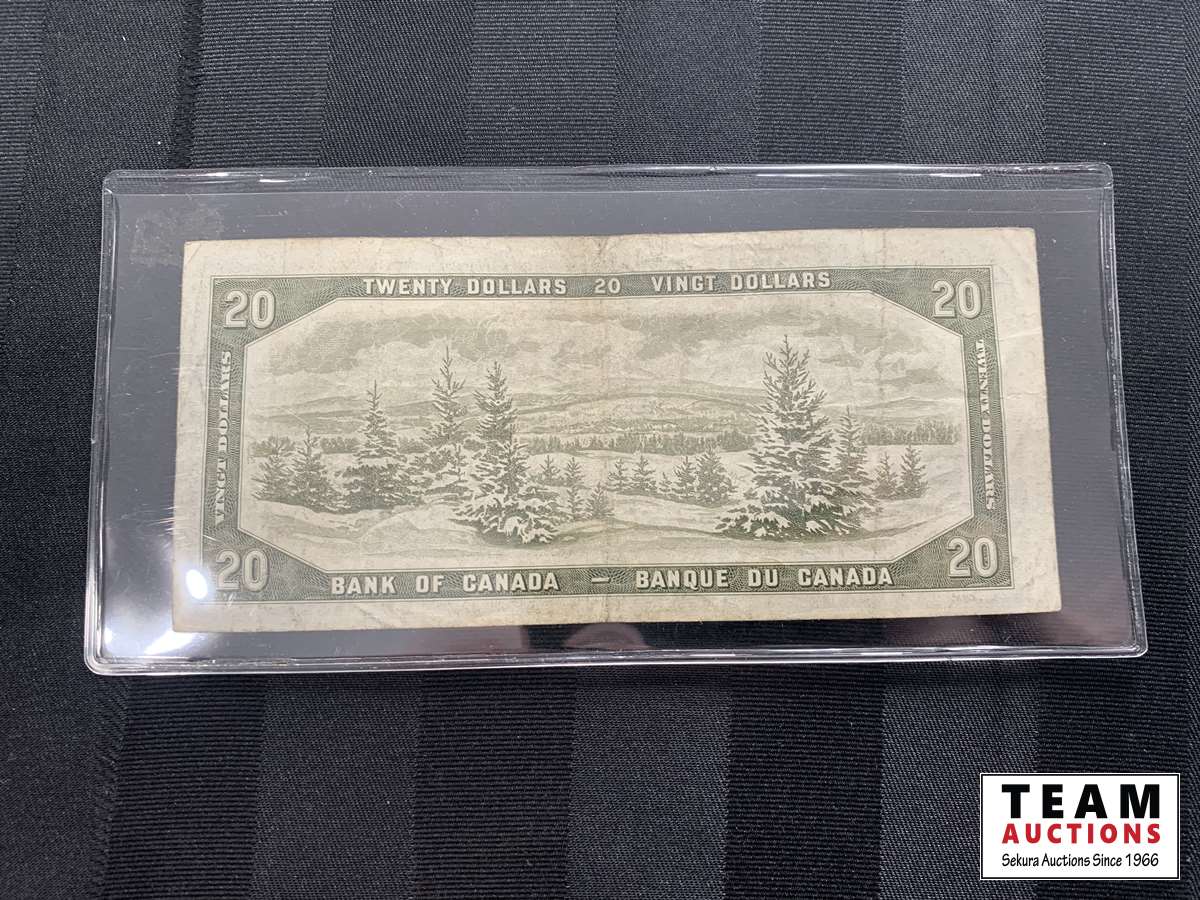 TWENTY DOLLARS 20 VINGT DOLLARS
20
20
VINGT DOLLARS
TWENTY DOLLARS
20
20
BANK OF CANADA — BANQUE DU CANADA
TEAM
AUCTIONS
Sekura Auctions Since 1966